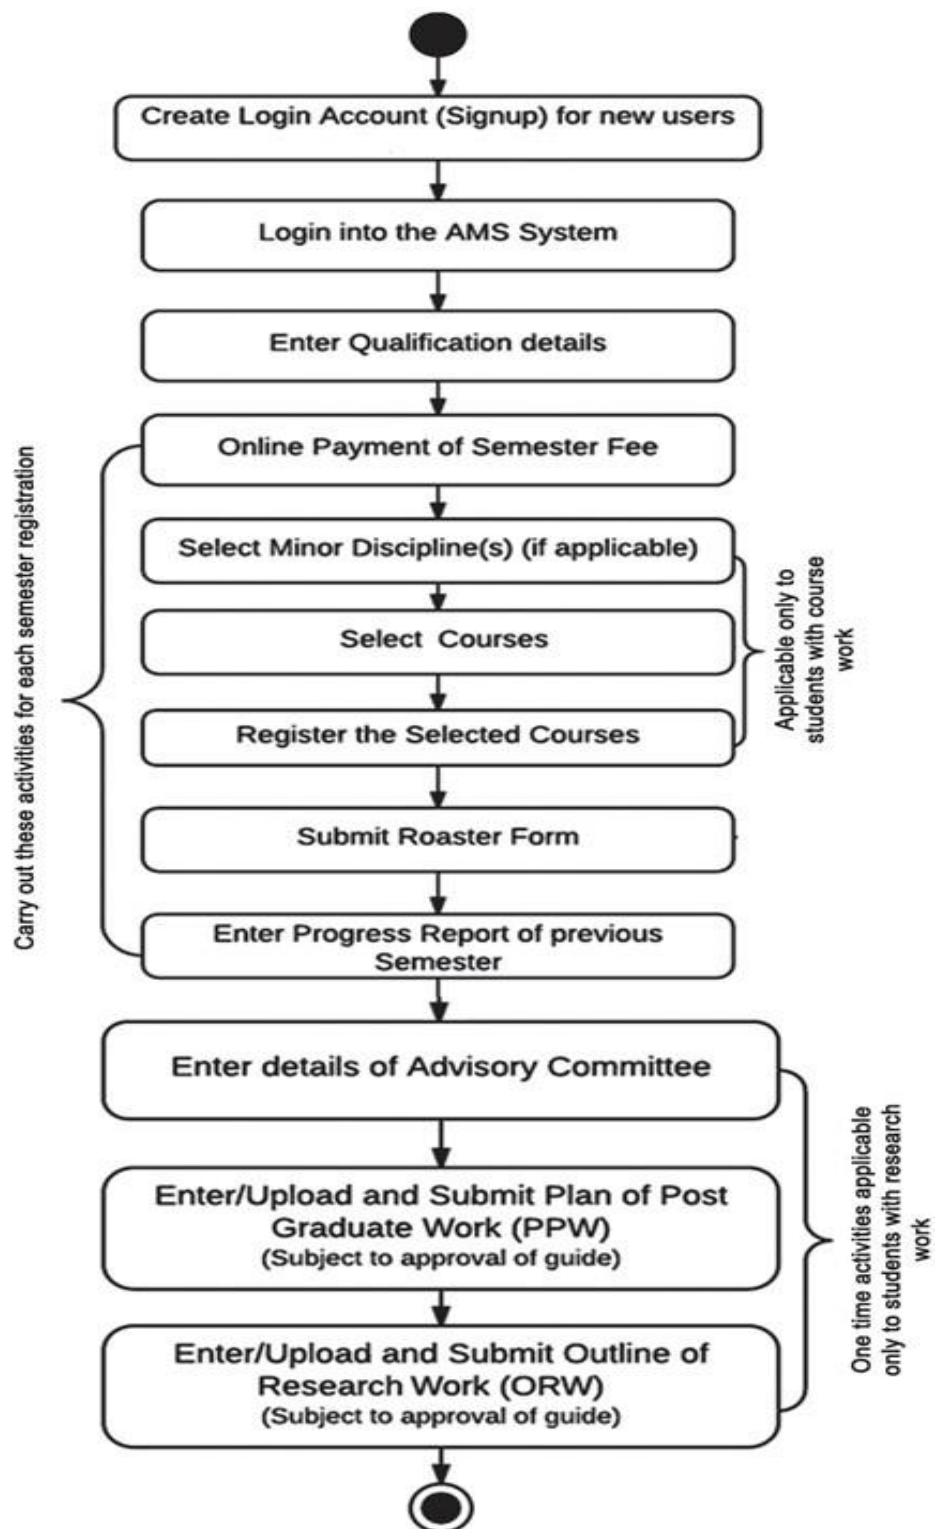 Create Login Account (Signup) for new users
Login into the AMS System
Enter Qualification details
Online Payment of Semester Fee
Select Minor Discipline(s) (if applicable)
Select Courses
Register the Selected Courses
Submit Roaster Form
Enter Progress Report of previous
Semester
Carry out these activities for each semester registration
Applicable only to
students with course
work
Enter details of Advisory Committee
Enter/Upload and Submit Plan of Post
Graduate Work (PPW)
(Subject to approval of guide)
Enter/Upload and Submit Outline of
Research Work (ORW)
(Subject to approval of guide)
One time activities applicable
only to students with research
work